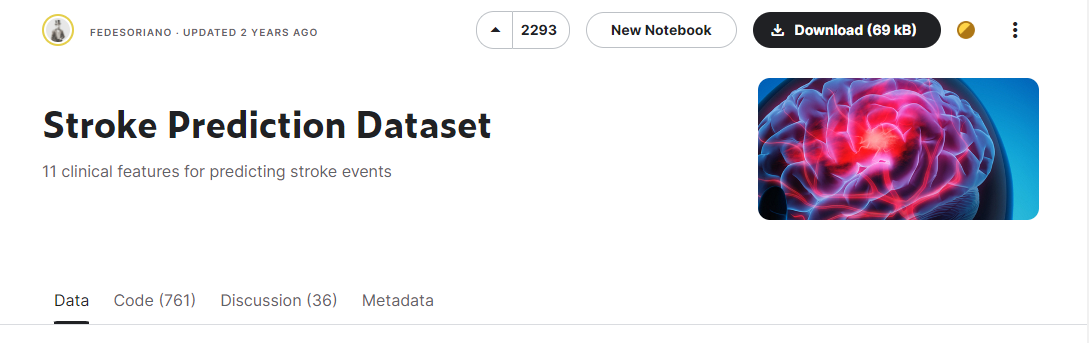 FEDESORIANO · UPDATED 2 YEARS AGO
2293
New Notebook
Download (69 kB)
Stroke Prediction Dataset
11 clinical features for predicting stroke events
Data
Code (761)
Discussion (36)
Metadata